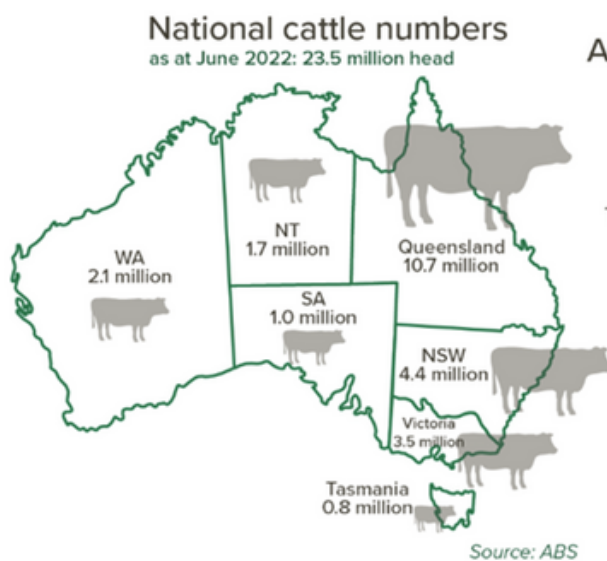 National cattle numbers
as at June 2022: 23.5 million head
A
NT
1.7 million
Queensland
10.7 million
WA
2.1 million
SA
1.0 million
NSW
4.4 million
Victoria
3.5 million
Tasmania
0.8 million
Source: ABS